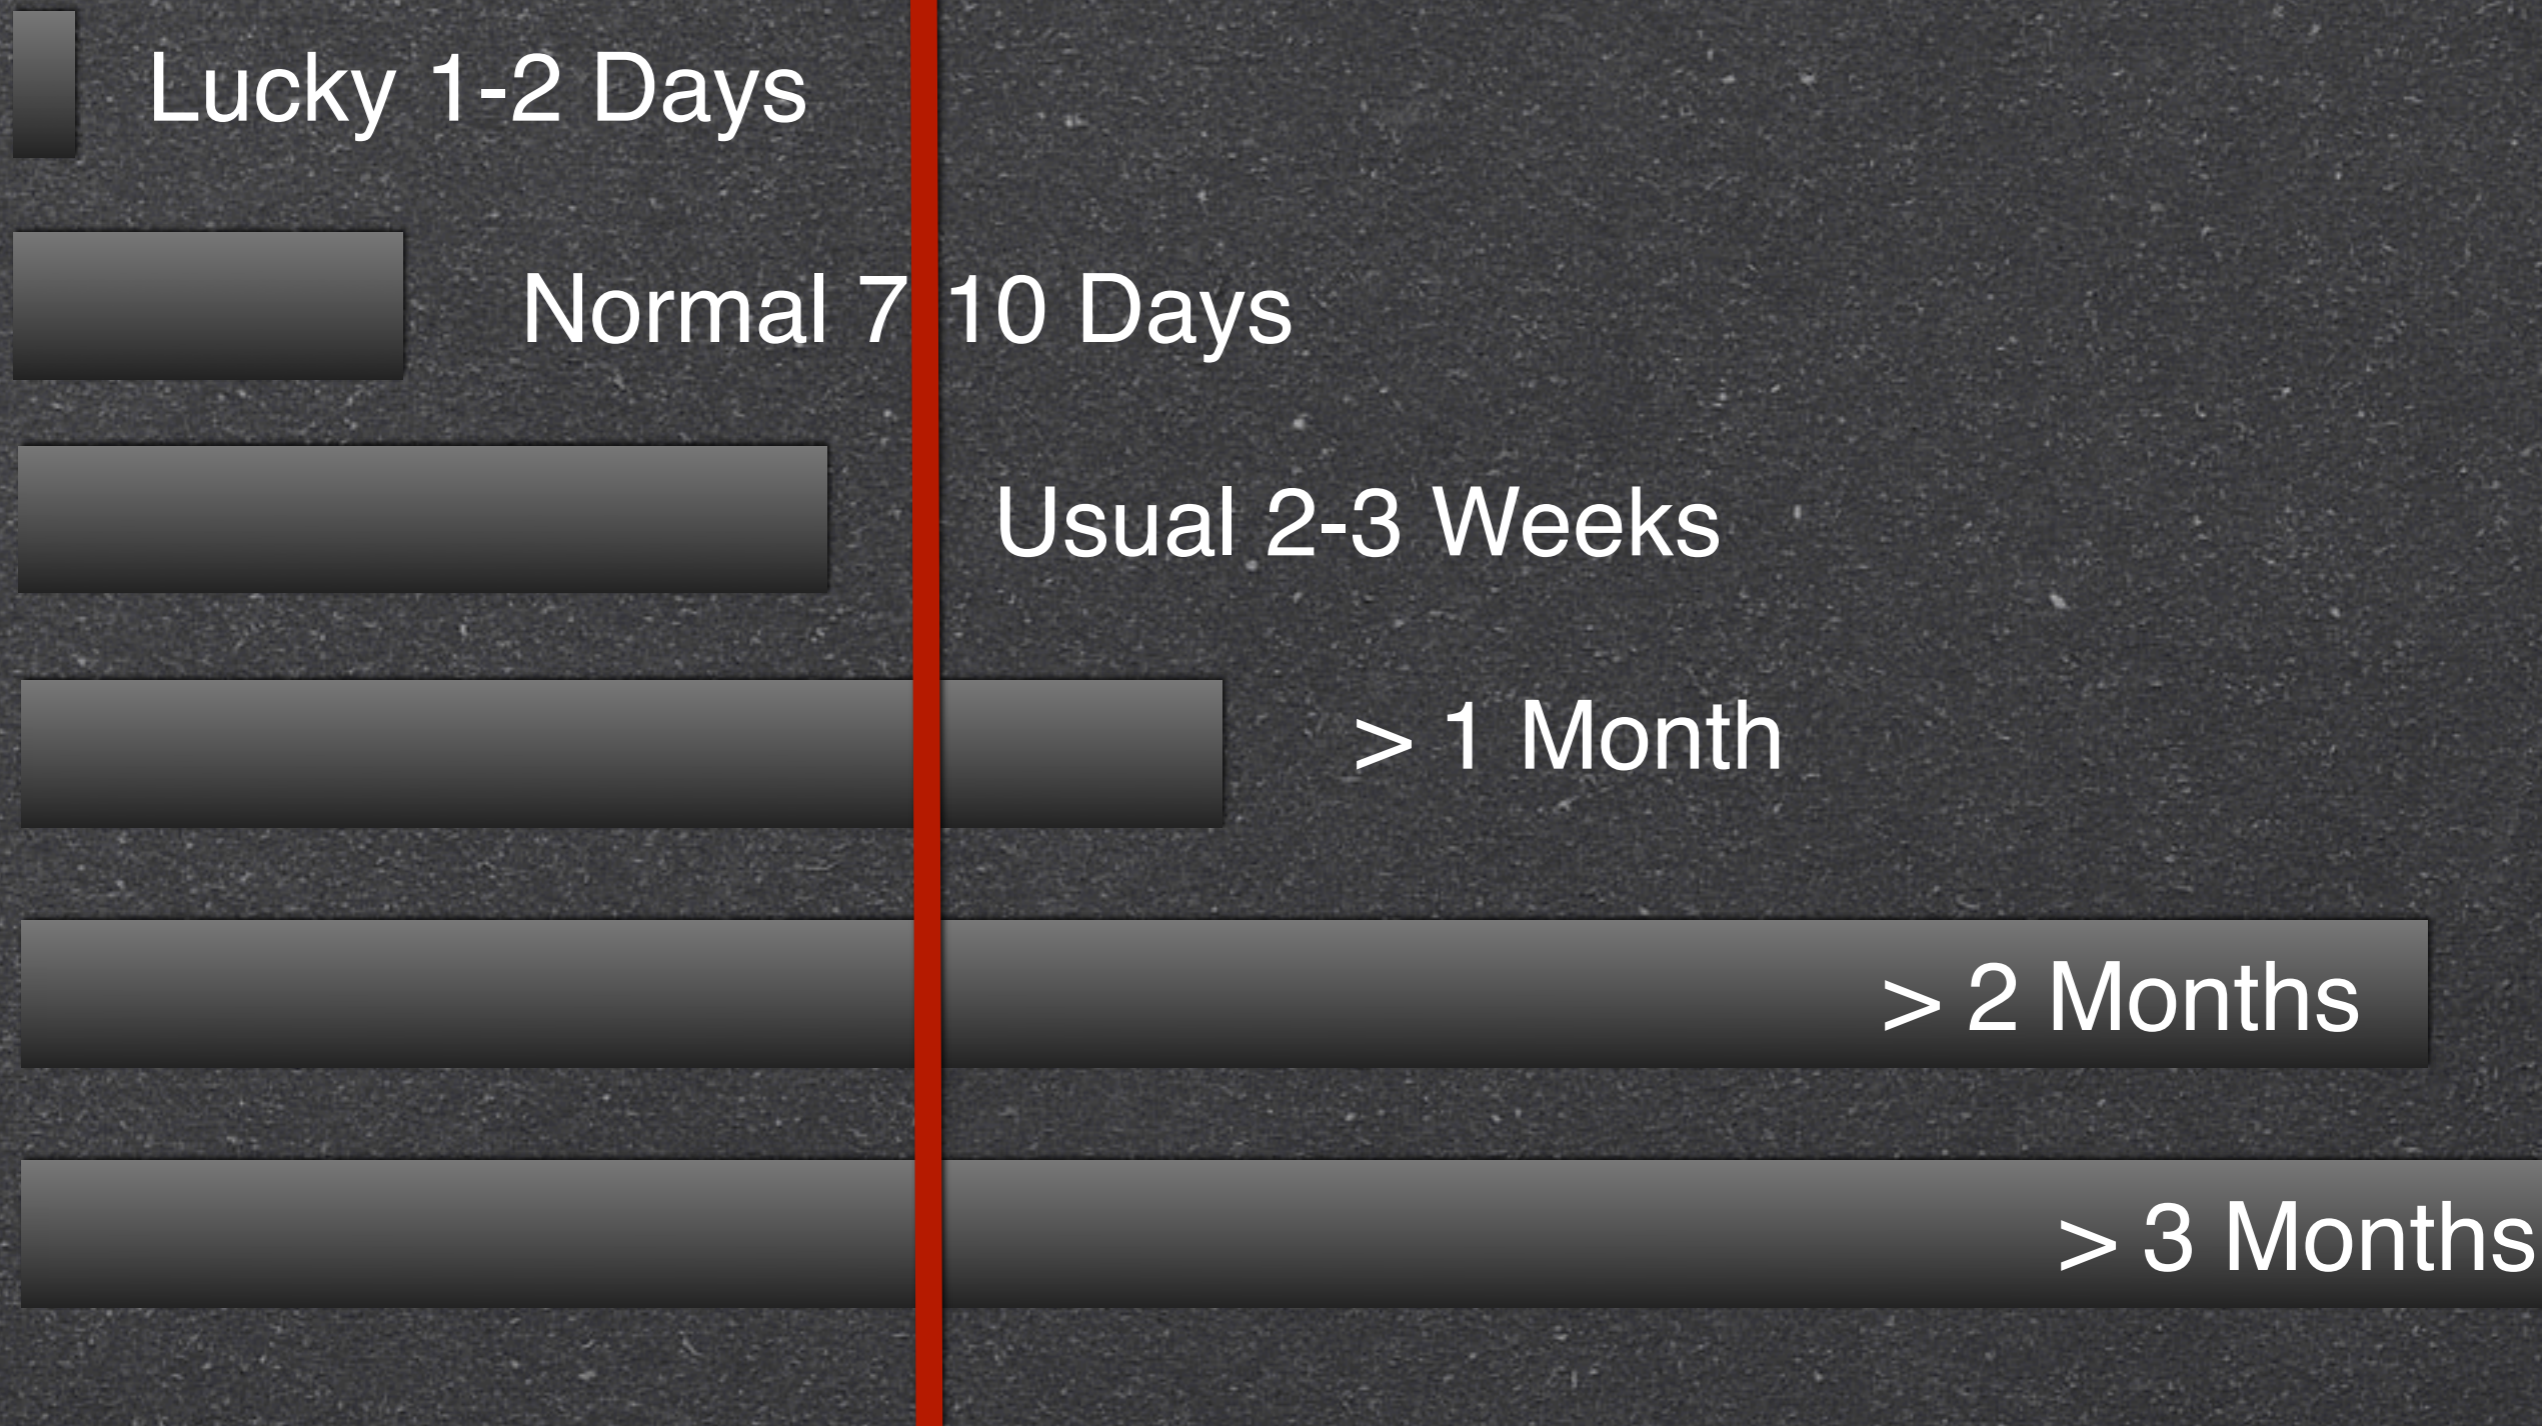 Lucky 1-2 Days
Normal 7 10 Days
Usual 2-3 Weeks
> 1 Month
> 2 Months
> 3 Months